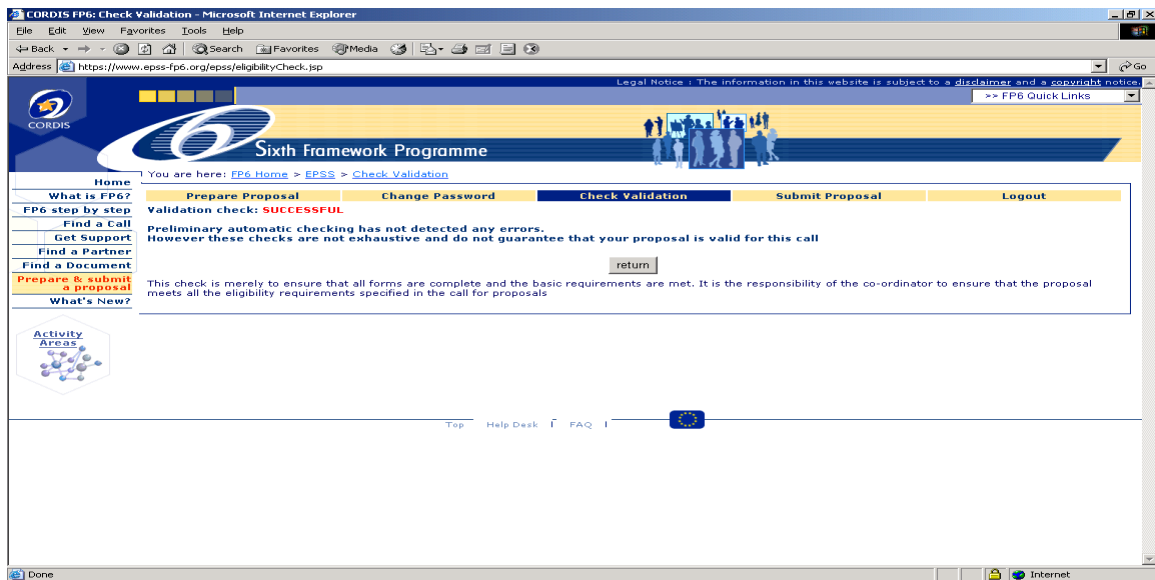 CORDIS FP6: Check Validation - Microsoft Internet Explorer
File Edit View Favorites Tools Help
Back Search Favorites Media
Address https://www.epss-fp6.org/epss/eligibilityCheck.jsp Go
Legal Notice : The information in this website is subject to a disclaimer and a copyright notice.
>> FP6 Quick Links
CORDIS
6
Sixth Framework Programme
You are here: FP6 Home > EPSS > Check Validation
Home
What is FP6?
FP6 step by step
Find a Call
Get Support
Find a Partner
Find a Document
Prepare & submit
a proposal
What's New?
Activity
Areas
Prepare Proposal Change Password Check Validation Submit Proposal Logout
Validation check: SUCCESSFUL
Preliminary automatic checking has not detected any errors.
However these checks are not exhaustive and do not guarantee that your proposal is valid for this call
return
This check is merely to ensure that all forms are complete and the basic requirements are met. It is the responsibility of the co-ordinator to ensure that the proposal
meets all the eligibility requirements specified in the call for proposals
Top Help Desk | FAQ |
Done Internet